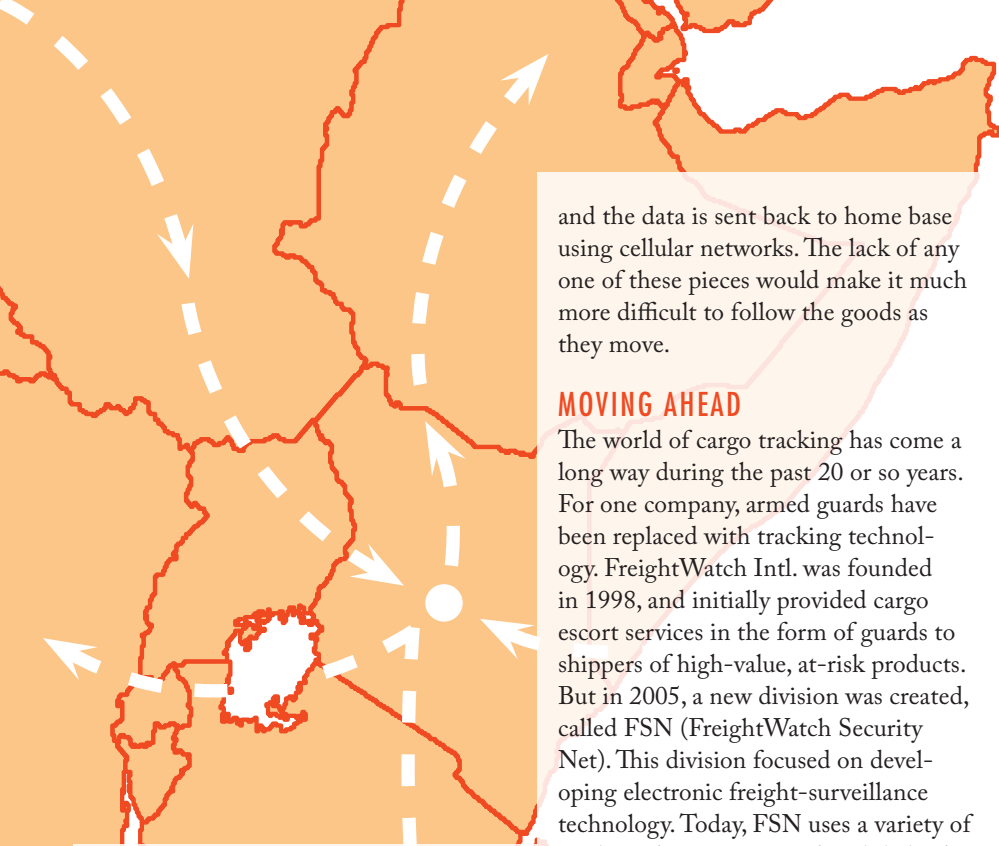 and the data is sent back to home base
using cellular networks. The lack of any
one of these pieces would make it much
more difficult to follow the goods as
they move.
MOVING AHEAD
The world of cargo tracking has come a
long way during the past 20 or so years.
For one company, armed guards have
been replaced with tracking technol-
ogy. FreightWatch Intl. was founded
in 1998, and initially provided cargo
escort services in the form of guards to
shippers of high-value, at-risk products.
But in 2005, a new division was created,
called FSN (FreightWatch Security
Net). This division focused on devel-
oping electronic freight-surveillance
technology. Today, FSN uses a variety of